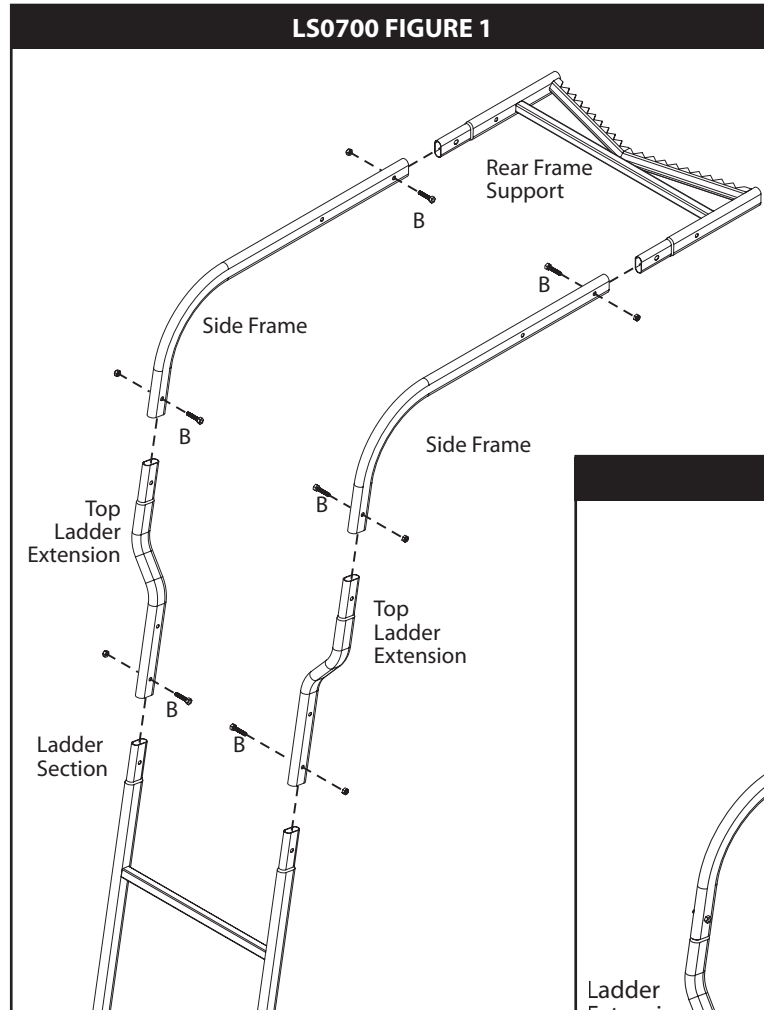 LS0700 FIGURE 1
Rear Frame
Support
B
B
Side Frame
B
Side Frame
B
Top
Ladder
Extension
Top
Ladder
Extension
B
B
Ladder
Section
Ladder